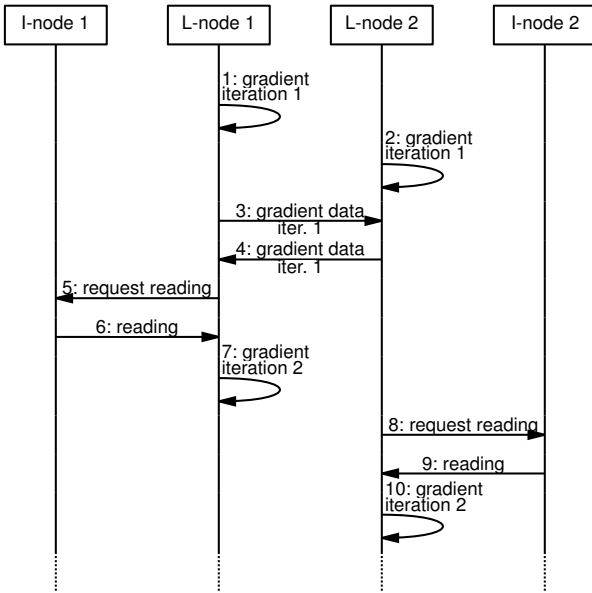 I-node 1
L-node 1
L-node 2
I-node 2
1: gradient
iteration 1
2: gradient
iteration 1
3: gradient data
iter. 1
4: gradient data
iter. 1
5: request reading
6: reading
7: gradient
iteration 2
8: request reading
9: reading
10: gradient
iteration 2